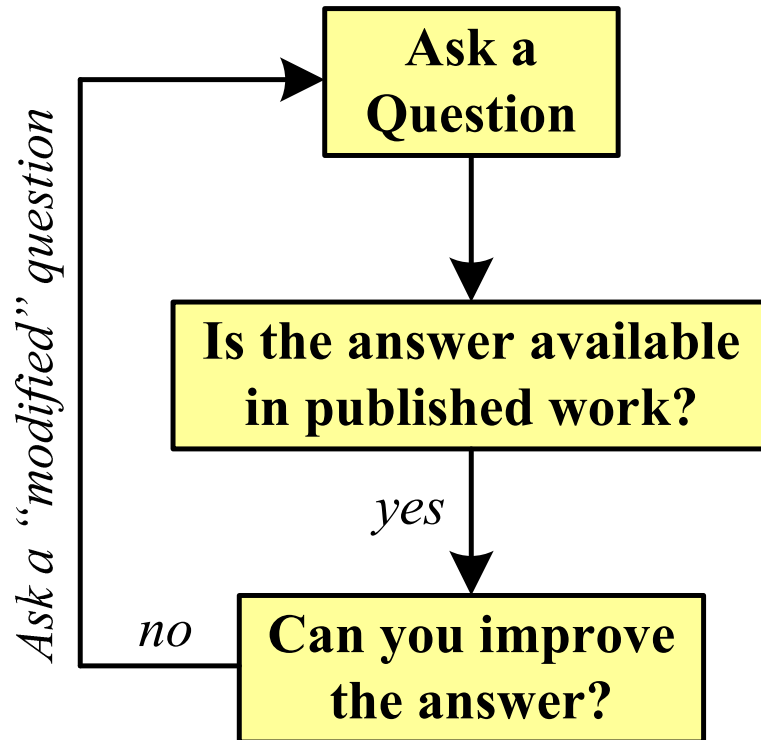 Ask a
Question
Is the answer available
in published work?
yes
Can you improve
the answer?
no
Ask a “modified” question